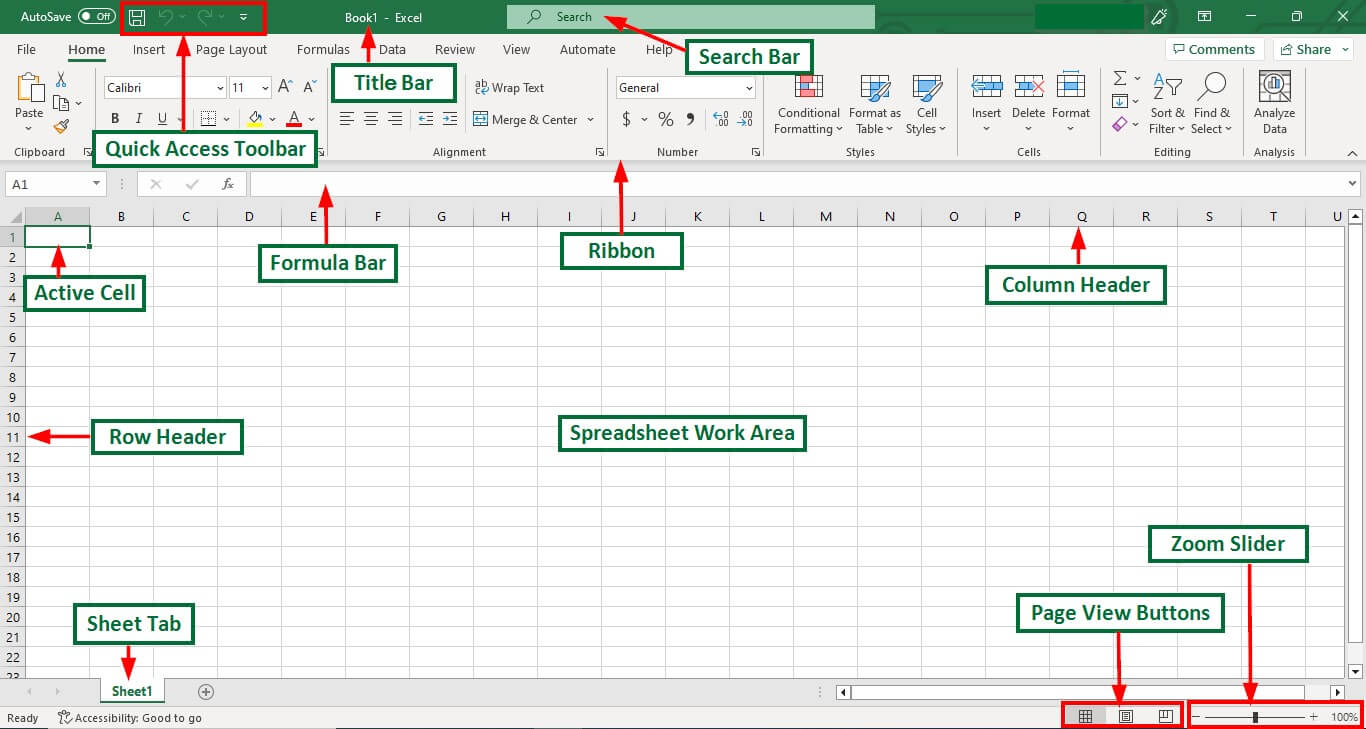 AutoSave Off Book1 - Excel Search
File Home Insert Page Layout Formulas Data Review View Automate Help Comments Share
Search Bar
Title Bar
Calibri 11 Wrap Text General
Paste B I U Merge & Center $ % 9 Conditional Formatting Format as Table Cell Styles Insert Delete Format Sort & Filter Find & Select Analyze Data
Quick Access Toolbar
Clipboard Alignment Number Styles Cells Editing Analysis
A1 fx
A B C D E F G H I J K L M N O P Q R S T U
Formula Bar
Ribbon
Column Header
Active Cell
1
2
3
4
5
6
7
8
9
10
11
12
13
14
15
16
17
18
19
20
21
22
23
Row Header
Spreadsheet Work Area
Zoom Slider
Page View Buttons
Sheet Tab
Sheet1
Ready Accessibility: Good to go 100%